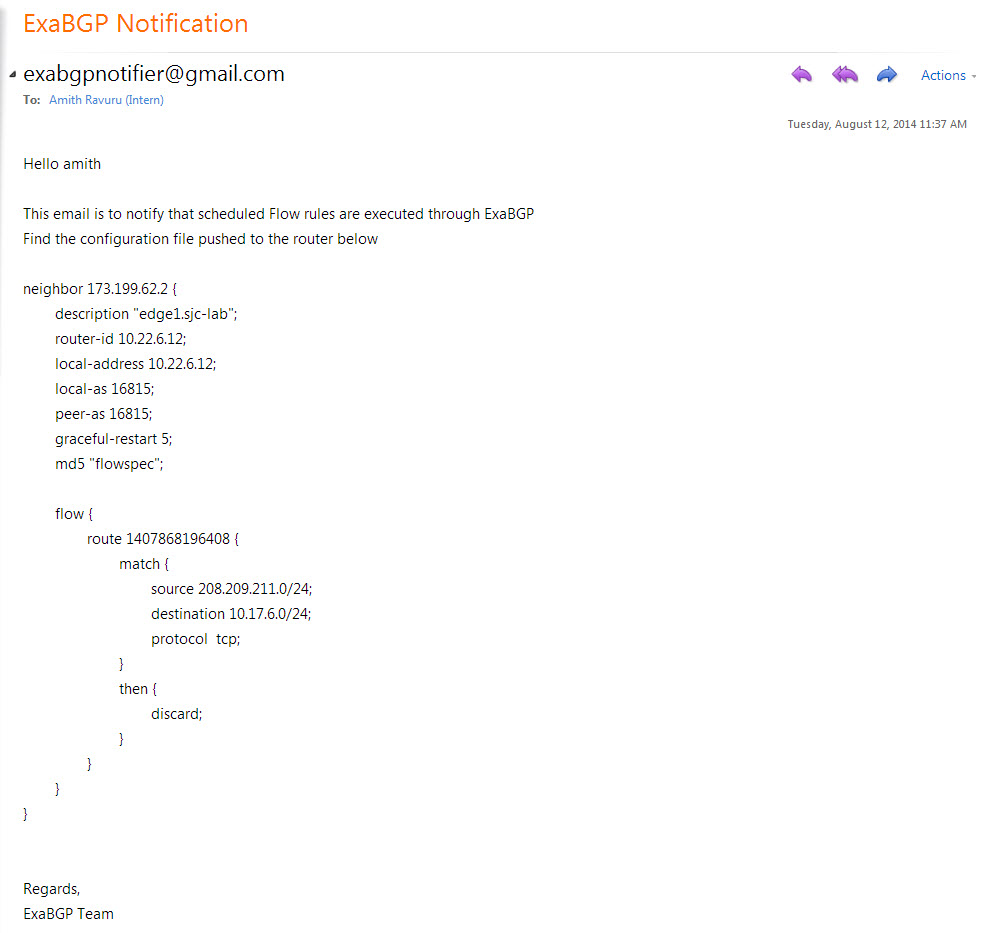 ExaBGP Notification
exabgpnotifier@gmail.com
Actions
To: Amith Ravuru (Intern)
Tuesday, August 12, 2014 11:37 AM
Hello amith
This email is to notify that scheduled Flow rules are executed through ExaBGP
Find the configuration file pushed to the router below
neighbor 173.199.62.2 {
description "edge1.sjc-lab";
router-id 10.22.6.12;
local-address 10.22.6.12;
local-as 16815;
peer-as 16815;
graceful-restart 5;
md5 "flowspec";
flow {
route 1407868196408 {
match {
source 208.209.211.0/24;
destination 10.17.6.0/24;
protocol  tcp;
}
then {
discard;
}
}
}
}
Regards,
ExaBGP Team